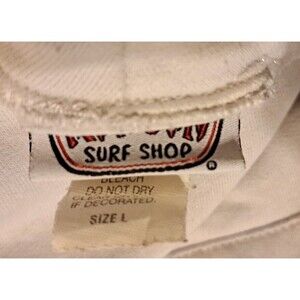 SURF SHOP
®
BLEACH
DO NOT DRY
IF DECORATED.
SIZE L